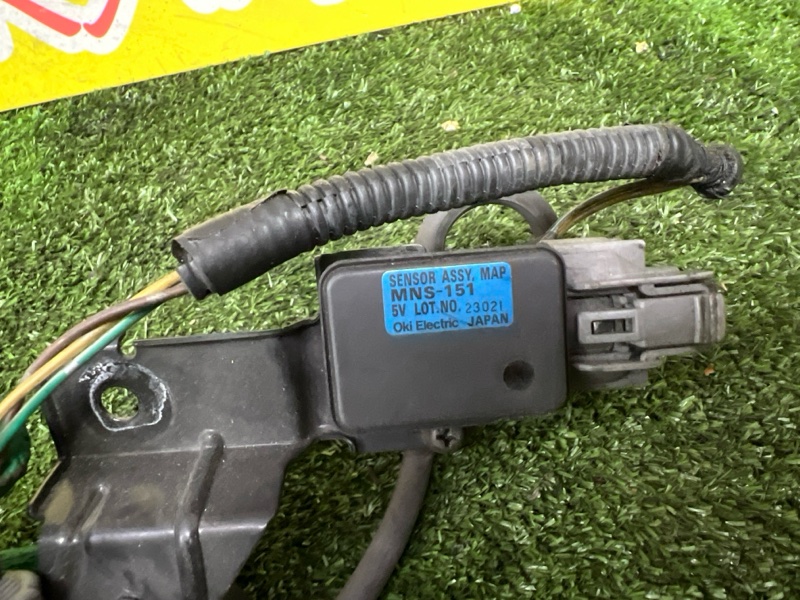 SENSOR ASSY, MAP
MNS-151
5V LOT.NO. 23021
Oki Electric JAPAN